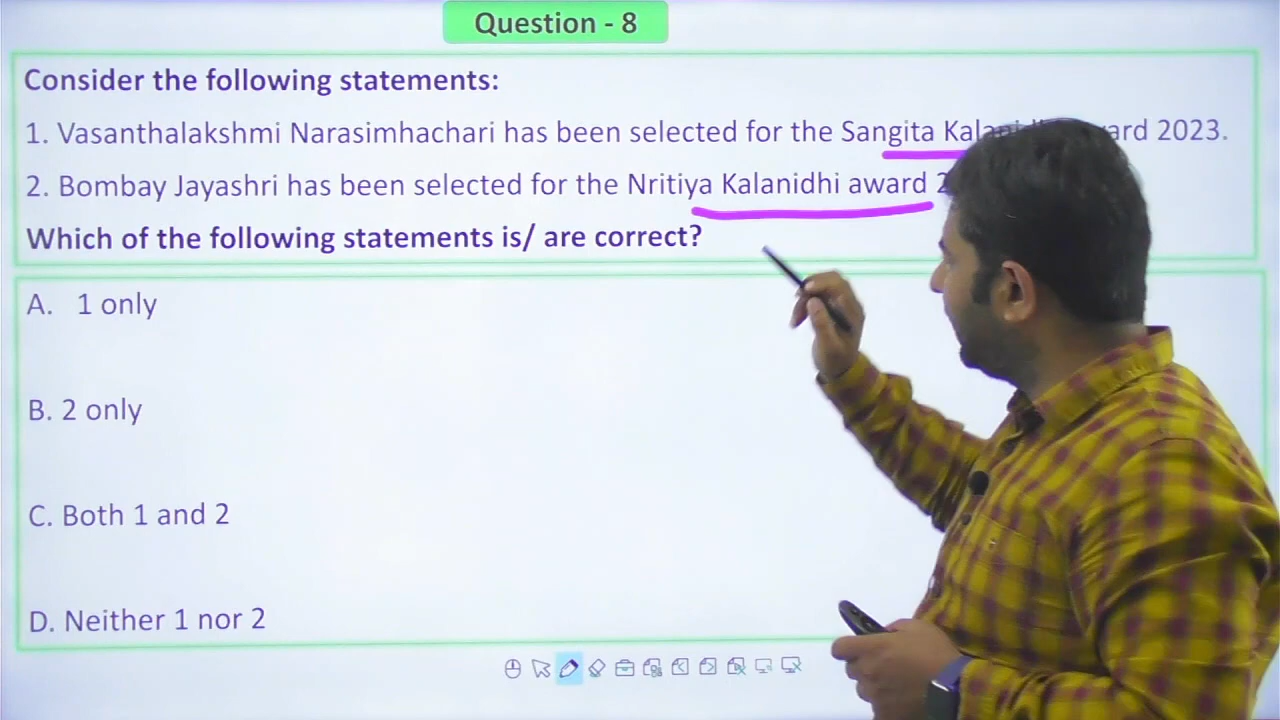 Question - 8
Consider the following statements:
1. Vasanthalakshmi Narasimhachari has been selected for the Sangita 2023.
2. Bombay Jayashri has been selected for the Nritiya Kalanidhi award
Which of the following statements is/ are correct?
A. 1 only
B. 2 only
C. Both 1 and 2
D. Neither 1 nor 2